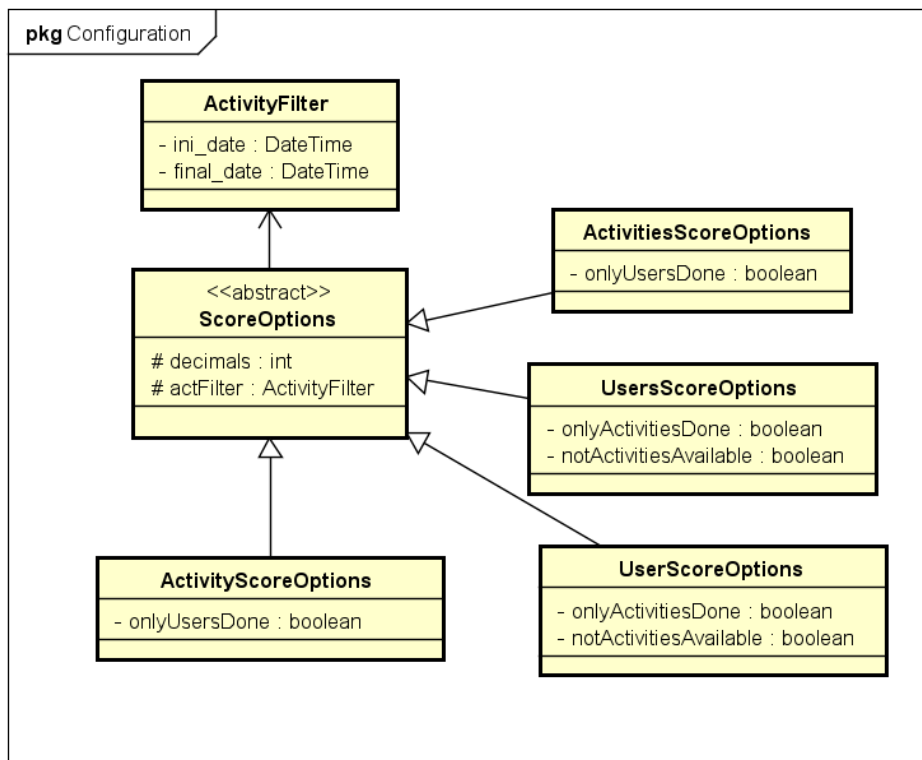 pkg Configuration
ActivityFilter
- ini_date : DateTime
- final_date : DateTime
<<abstract>>
ScoreOptions
# decimals : int
# actFilter : ActivityFilter
ActivitiesScoreOptions
- onlyUsersDone : boolean
UsersScoreOptions
- onlyActivitiesDone : boolean
- notActivitiesAvailable : boolean
ActivityScoreOptions
- onlyUsersDone : boolean
UserScoreOptions
- onlyActivitiesDone : boolean
- notActivitiesAvailable : boolean